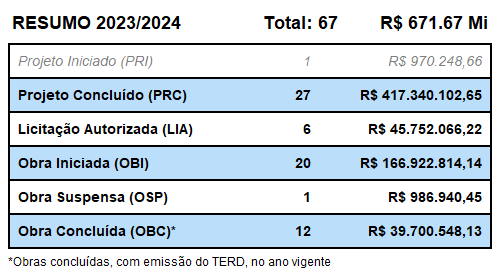 RESUMO 2023/2024 Total: 67 R$ 671.67 Mi
Projeto Iniciado (PRI) 1 R$ 970.248,66
Projeto Concluído (PRC) 27 R$ 417.340.102,65
Licitação Autorizada (LIA) 6 R$ 45.752.066,22
Obra Iniciada (OBI) 20 R$ 166.922.814,14
Obra Suspensa (OSP) 1 R$ 986.940,45
Obra Concluída (OBC)* 12 R$ 39.700.548,13
*Obras concluídas, com emissão do TERD, no ano vigente